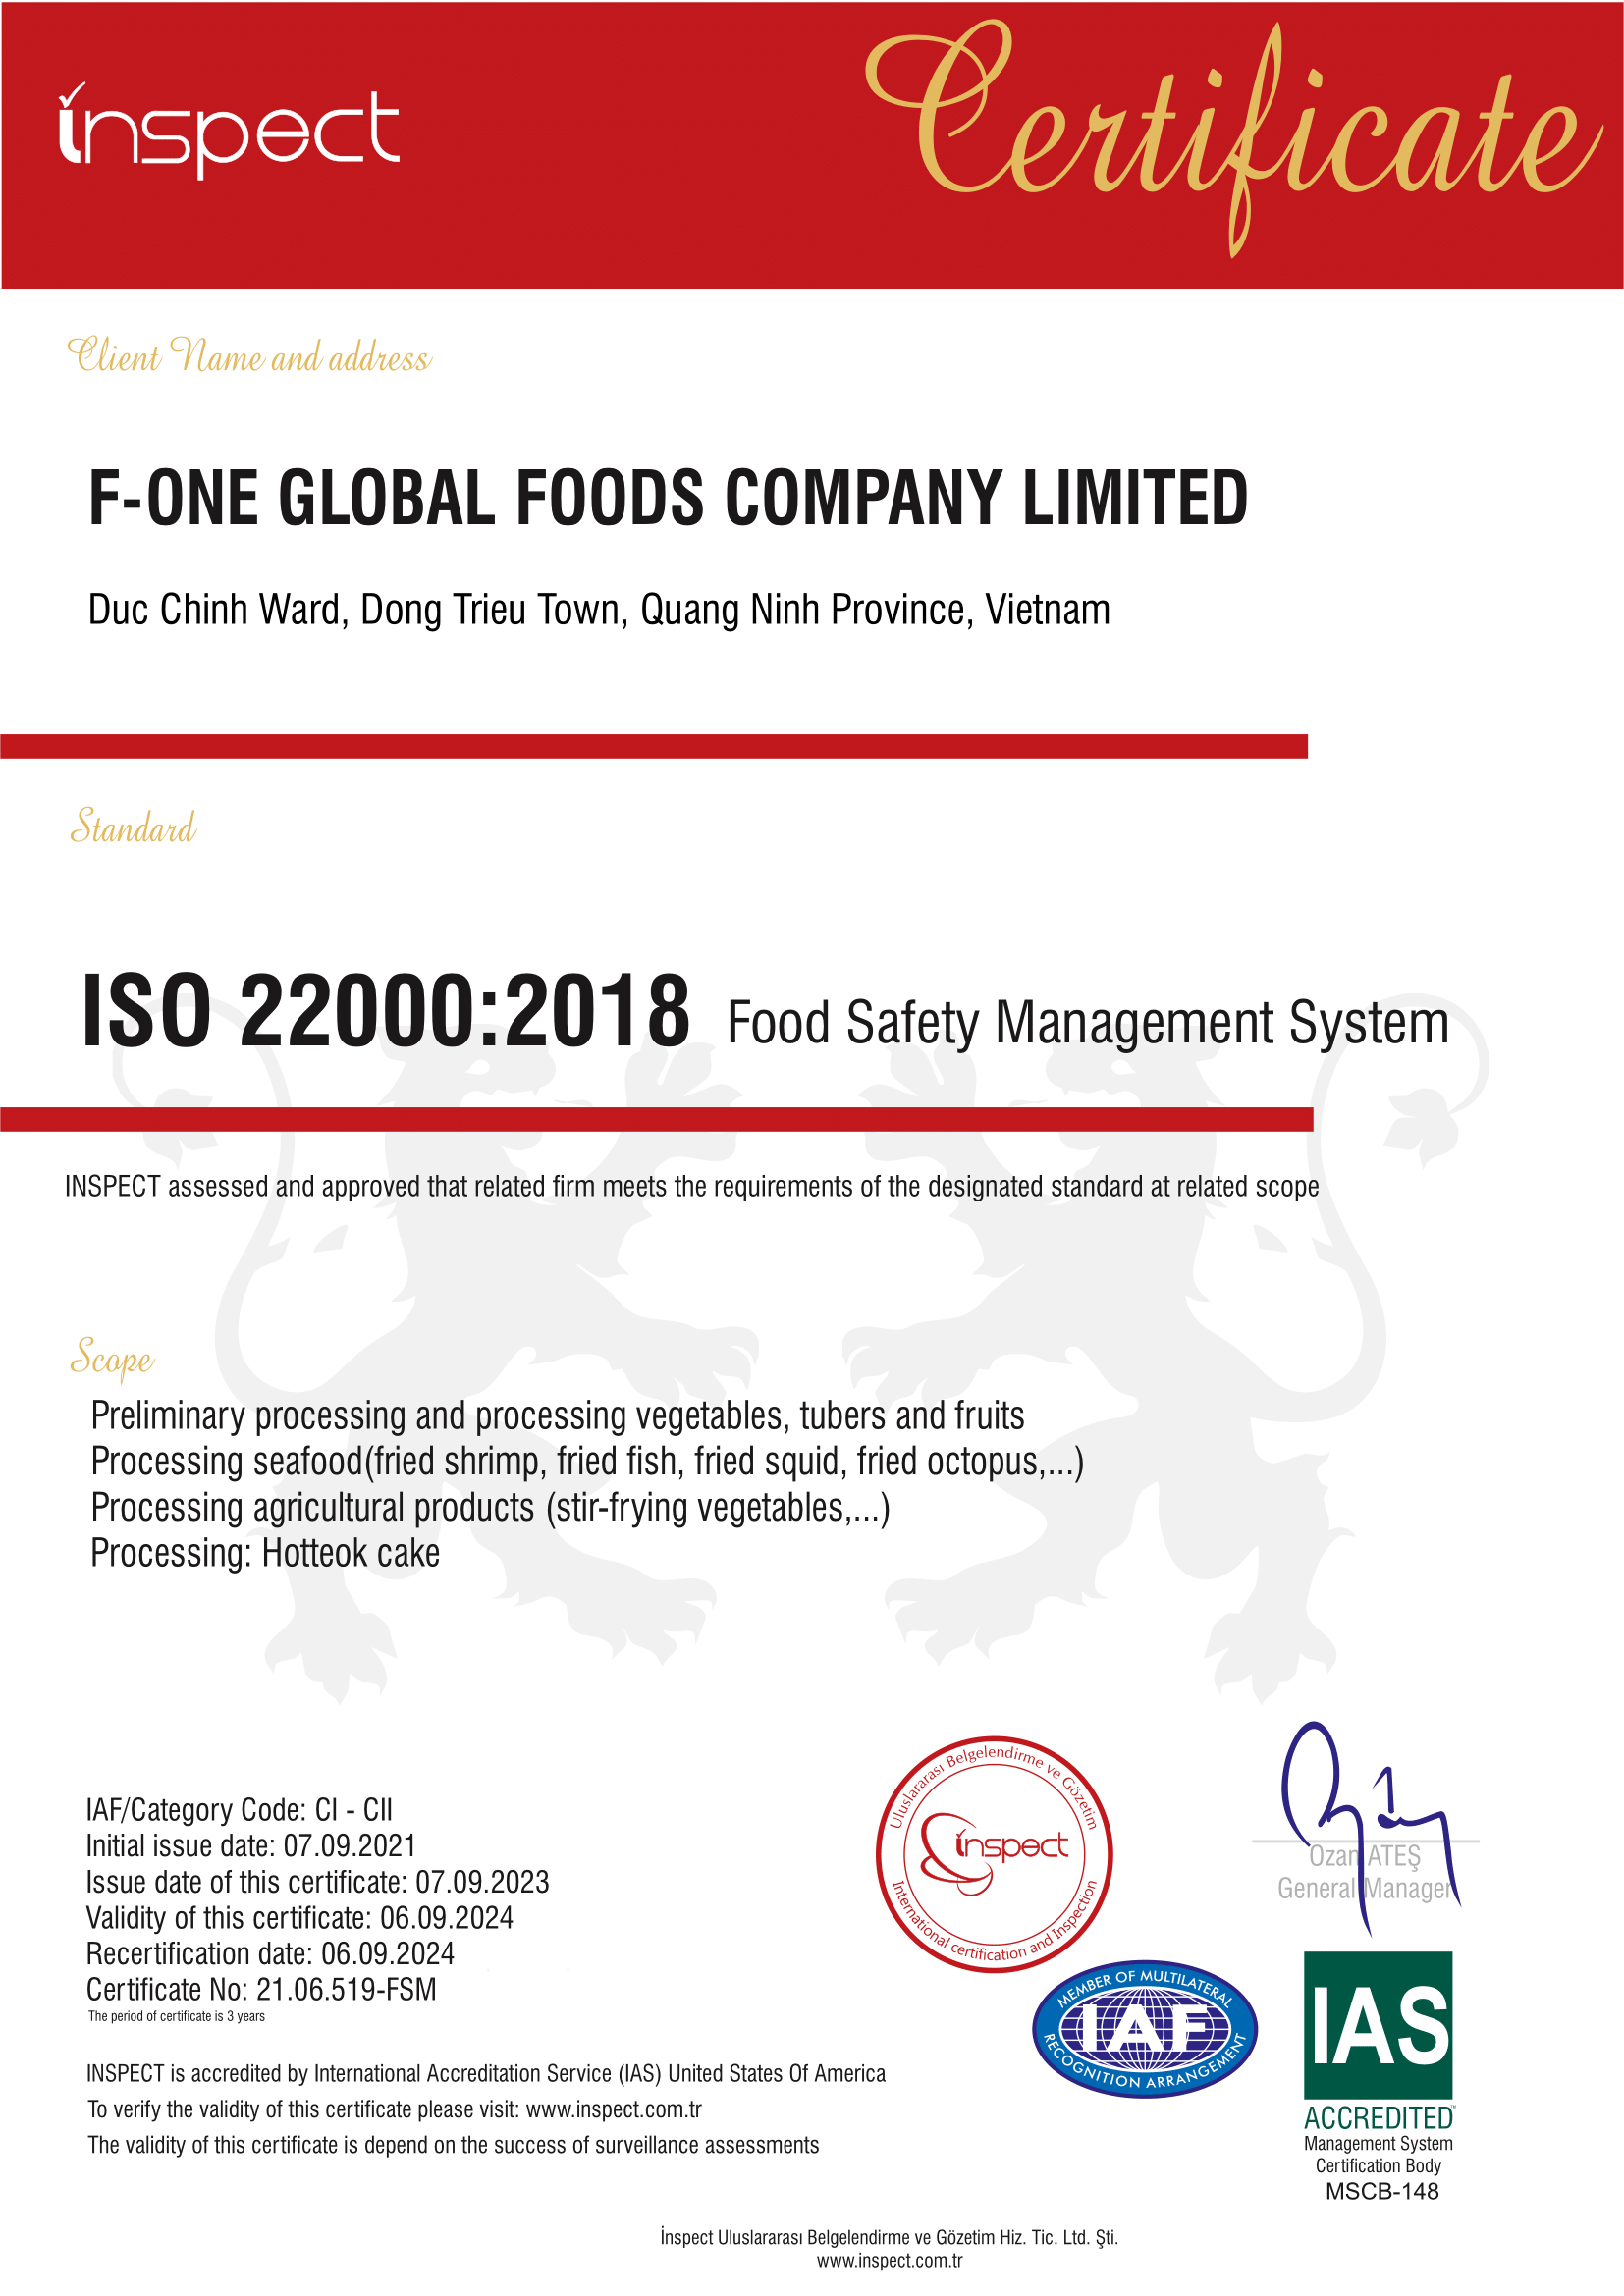 inspect
Certificate
Client Name and address
F-ONE GLOBAL FOODS COMPANY LIMITED
Duc Chinh Ward, Dong Trieu Town, Quang Ninh Province, Vietnam
Standard
ISO 22000:2018 Food Safety Management System
INSPECT assessed and approved that related firm meets the requirements of the designated standard at related scope
Scope
Preliminary processing and processing vegetables, tubers and fruits
Processing seafood(fried shrimp, fried fish, fried squid, fried octopus,...)
Processing agricultural products (stir-frying vegetables,...)
Processing: Hotteok cake
IAF/Category Code: CI - CII
Initial issue date: 07.09.2021
Issue date of this certificate: 07.09.2023
Validity of this certificate: 06.09.2024
Recertification date: 06.09.2024
Certificate No: 21.06.519-FSM
The period of certificate is 3 years
Uluslararası Belgelendirme ve Gözetim
inspect
International certification and Inspection
Ozan ATEŞ
General Manager
MEMBER OF MULTILATERAL
IAF
RECOGNITION ARRANGEMENT
IAS
ACCREDITED™
Management System
Certification Body
MSCB-148
INSPECT is accredited by International Accreditation Service (IAS) United States Of America
To verify the validity of this certificate please visit: www.inspect.com.tr
The validity of this certificate is depend on the success of surveillance assessments
İnspect Uluslararası Belgelendirme ve Gözetim Hiz. Tic. Ltd. Şti.
www.inspect.com.tr